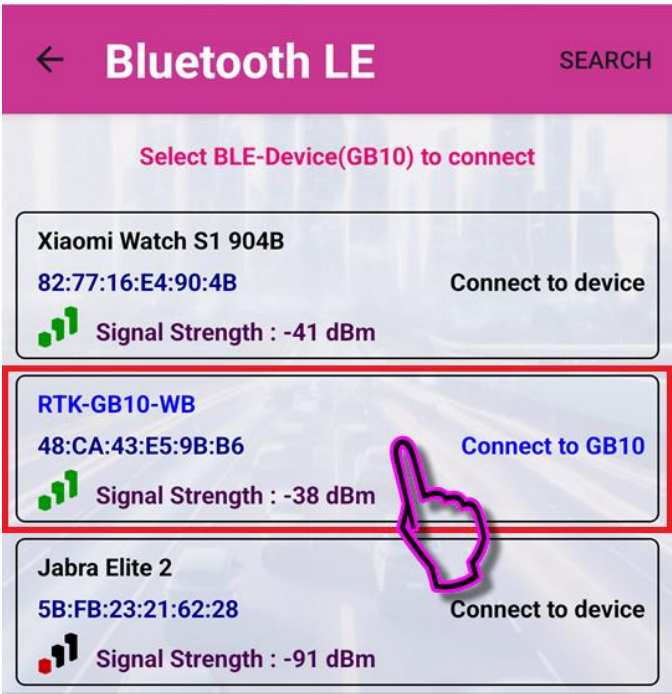 Bluetooth LE SEARCH
Select BLE-Device(GB10) to connect
Xiaomi Watch S1 904B
82:77:16:E4:90:4B Connect to device
Signal Strength : -41 dBm
RTK-GB10-WB
48:CA:43:E5:9B:B6 Connect to GB10
Signal Strength : -38 dBm
Jabra Elite 2
5B:FB:23:21:62:28 Connect to device
Signal Strength : -91 dBm